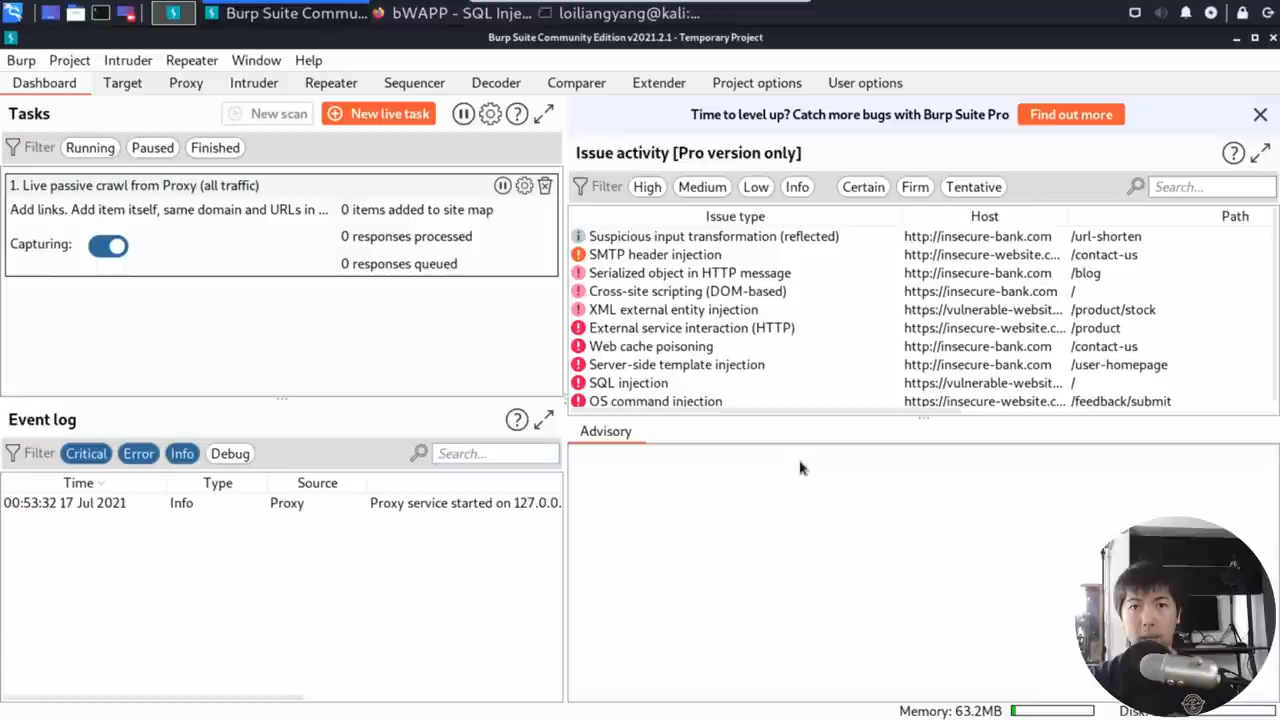 Burp Suite Commu...
bWAPP - SQL Inje...
loiliangyang@kali:...
Burp Suite Community Edition v2021.2.1 - Temporary Project
Burp Project Intruder Repeater Window Help
Dashboard Target Proxy Intruder Repeater Sequencer Decoder Comparer Extender Project options User options
Tasks
New scan
New live task
Filter Running Paused Finished
1. Live passive crawl from Proxy (all traffic)
Add links. Add item itself, same domain and URLs in ...
0 items added to site map
Capturing:
0 responses processed
0 responses queued
Event log
Filter Critical Error Info Debug
Search...
Time Type Source
00:53:32 17 Jul 2021 Info Proxy Proxy service started on 127.0.0.
Time to level up? Catch more bugs with Burp Suite Pro
Find out more
Issue activity [Pro version only]
Filter High Medium Low Info Certain Firm Tentative
Search...
Issue type Host Path
Suspicious input transformation (reflected) http://insecure-bank.com /url-shorten
SMTP header injection http://insecure-website.c... /contact-us
Serialized object in HTTP message http://insecure-bank.com /blog
Cross-site scripting (DOM-based) https://insecure-bank.com /
XML external entity injection https://vulnerable-websit... /product/stock
External service interaction (HTTP) https://insecure-website.c... /product
Web cache poisoning http://insecure-bank.com /contact-us
Server-side template injection http://insecure-bank.com /user-homepage
SQL injection https://vulnerable-websit... /
OS command injection https://insecure-website.c... /feedback/submit
Advisory
Memory: 63.2MB